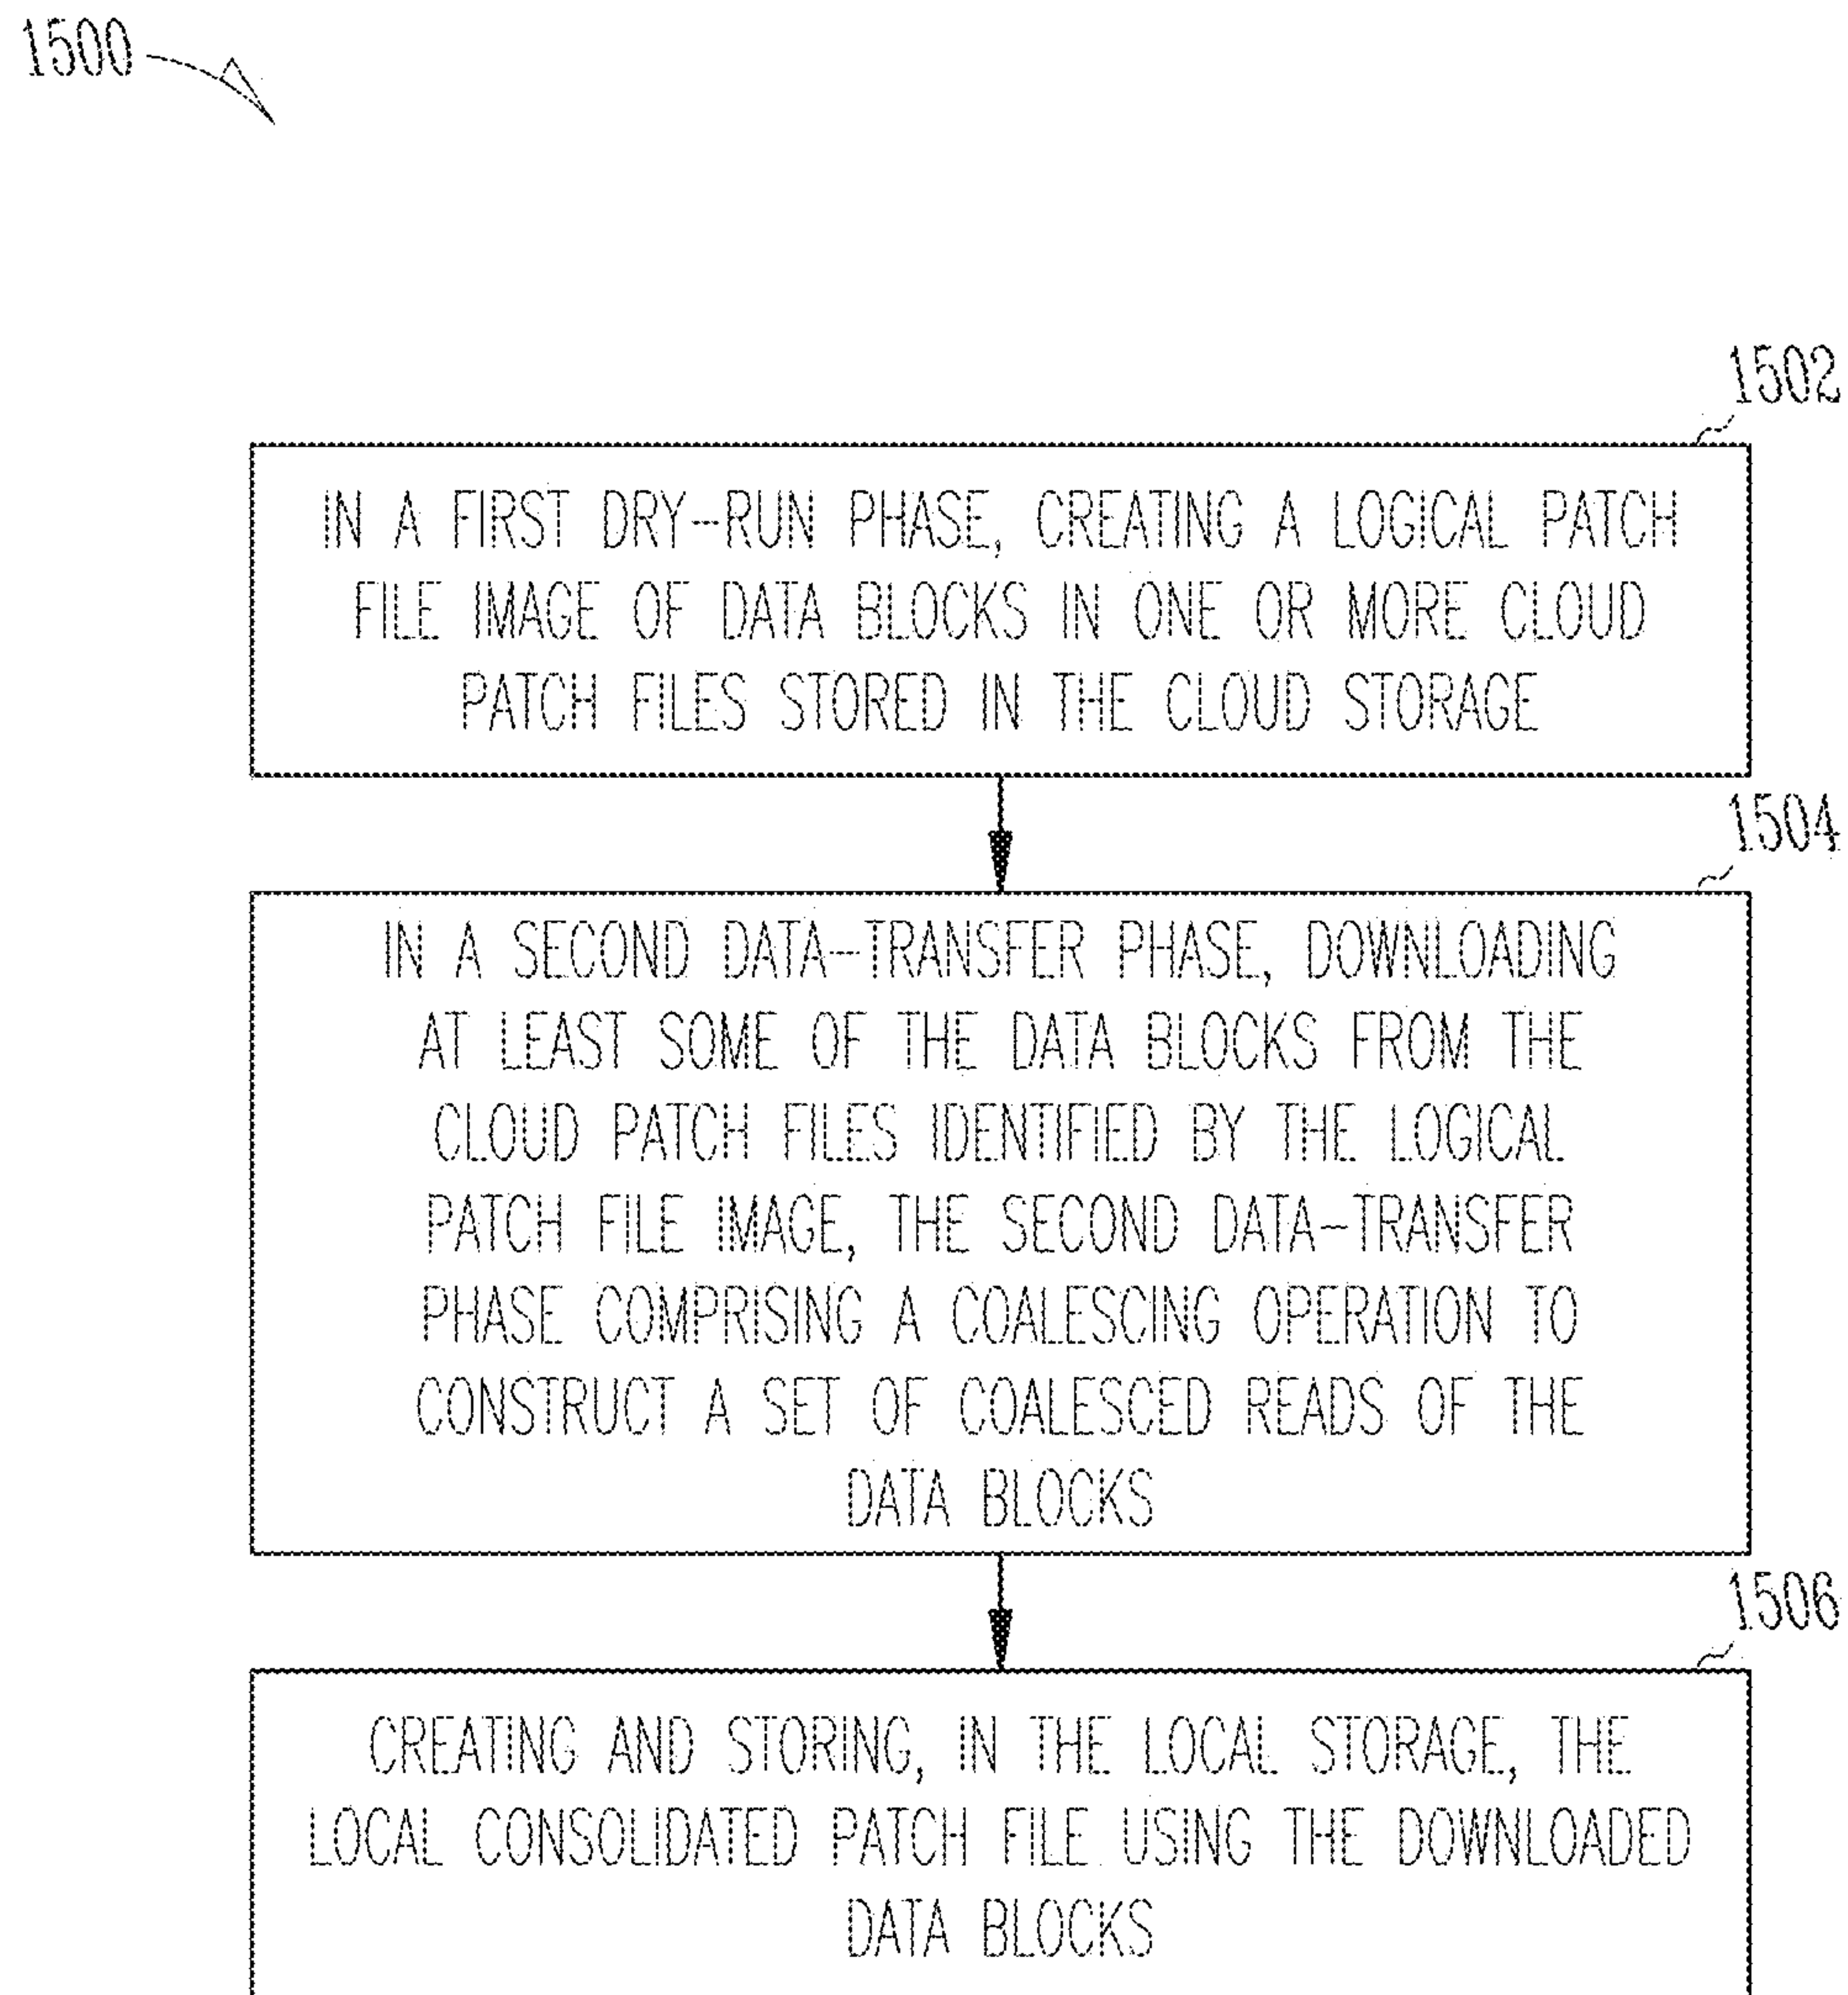 1500
1502
IN A FIRST DRY-RUN PHASE, CREATING A LOGICAL PATCH
FILE IMAGE OF DATA BLOCKS IN ONE OR MORE CLOUD
PATCH FILES STORED IN THE CLOUD STORAGE
1504
IN A SECOND DATA-TRANSFER PHASE, DOWNLOADING
AT LEAST SOME OF THE DATA BLOCKS FROM THE
CLOUD PATCH FILES IDENTIFIED BY THE LOGICAL
PATCH FILE IMAGE, THE SECOND DATA-TRANSFER
PHASE COMPRISING A COALESCING OPERATION TO
CONSTRUCT A SET OF COALESCED READS OF THE
DATA BLOCKS
1506
CREATING AND STORING, IN THE LOCAL STORAGE, THE
LOCAL CONSOLIDATED PATCH FILE USING THE DOWNLOADED
DATA BLOCKS